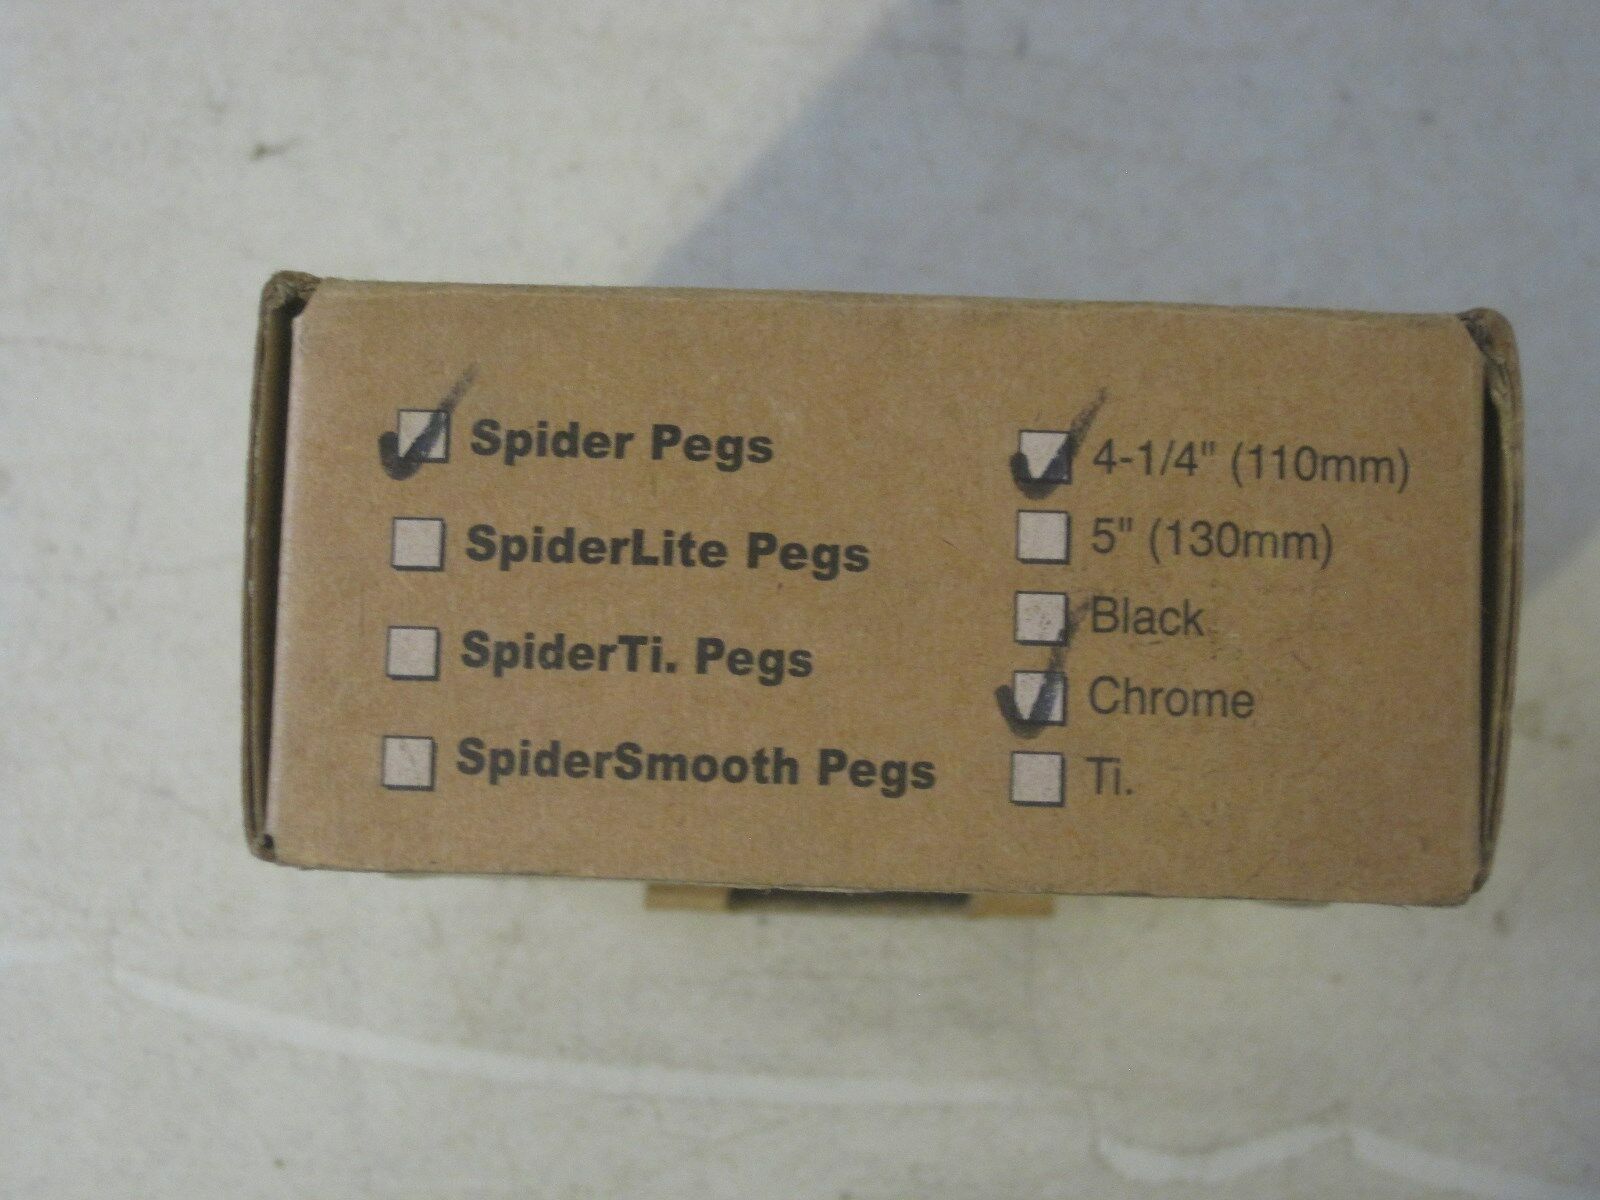 Spider Pegs
SpiderLite Pegs
SpiderTi. Pegs
SpiderSmooth Pegs
4-1/4" (110mm)
5" (130mm)
Black
Chrome
Ti.